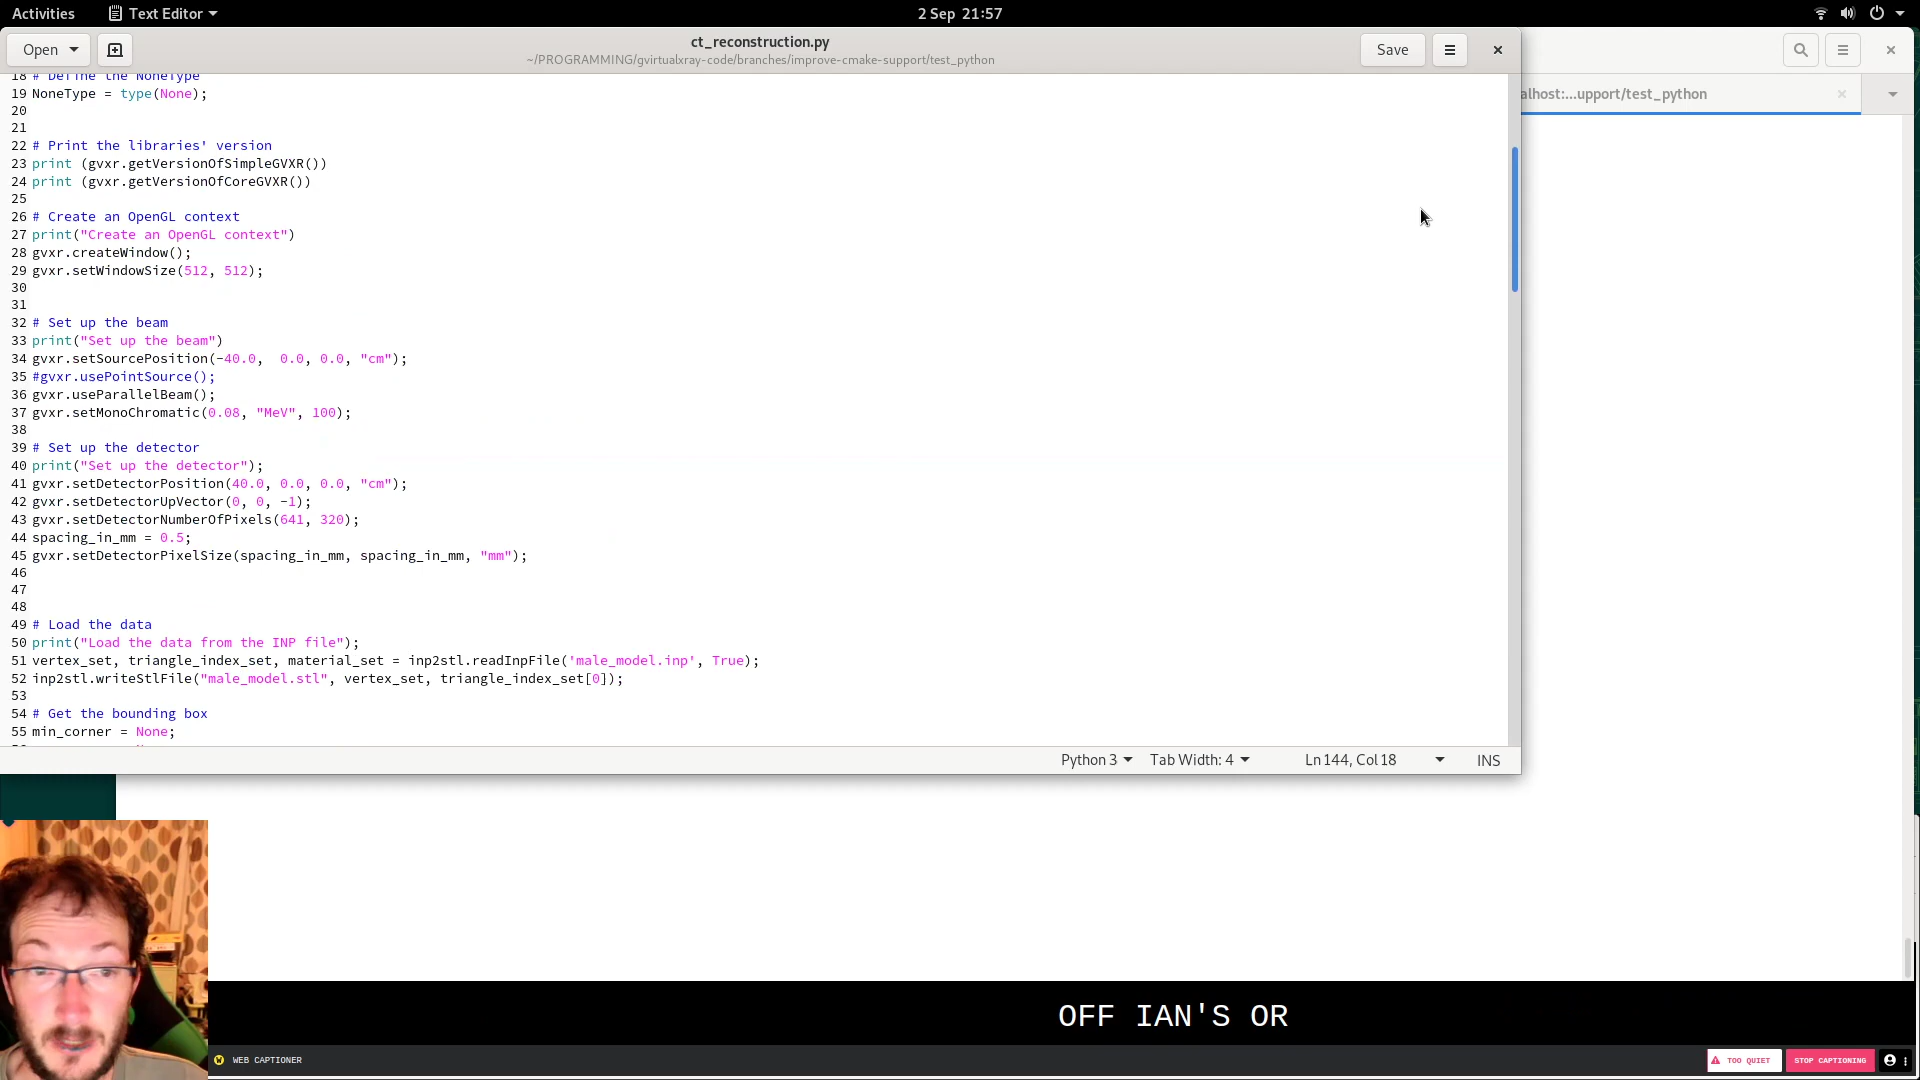 Activities
Text Editor
2 Sep 21:57
Open
ct_reconstruction.py
~/PROGRAMMING/gvirtualxray-code/branches/improve-cmake-support/test_python
Save
alhost:...upport/test_python
18 # Define the NoneType
19 NoneType = type(None);
20
21
22 # Print the libraries' version
23 print (gvxr.getVersionOfSimpleGVXR())
24 print (gvxr.getVersionOfCoreGVXR())
25
26 # Create an OpenGL context
27 print("Create an OpenGL context")
28 gvxr.createWindow();
29 gvxr.setWindowSize(512, 512);
30
31
32 # Set up the beam
33 print("Set up the beam")
34 gvxr.setSourcePosition(-40.0,  0.0, 0.0, "cm");
35 #gvxr.usePointSource();
36 gvxr.useParallelBeam();
37 gvxr.setMonoChromatic(0.08, "MeV", 100);
38
39 # Set up the detector
40 print("Set up the detector");
41 gvxr.setDetectorPosition(40.0, 0.0, 0.0, "cm");
42 gvxr.setDetectorUpVector(0, 0, -1);
43 gvxr.setDetectorNumberOfPixels(641, 320);
44 spacing_in_mm = 0.5;
45 gvxr.setDetectorPixelSize(spacing_in_mm, spacing_in_mm, "mm");
46
47
48
49 # Load the data
50 print("Load the data from the INP file");
51 vertex_set, triangle_index_set, material_set = inp2stl.readInpFile('male_model.inp', True);
52 inp2stl.writeStlFile("male_model.stl", vertex_set, triangle_index_set[0]);
53
54 # Get the bounding box
55 min_corner = None;
Python 3
Tab Width: 4
Ln 144, Col 18
INS
OFF IAN'S OR
WEB CAPTIONER
TOO QUIET
STOP CAPTIONING